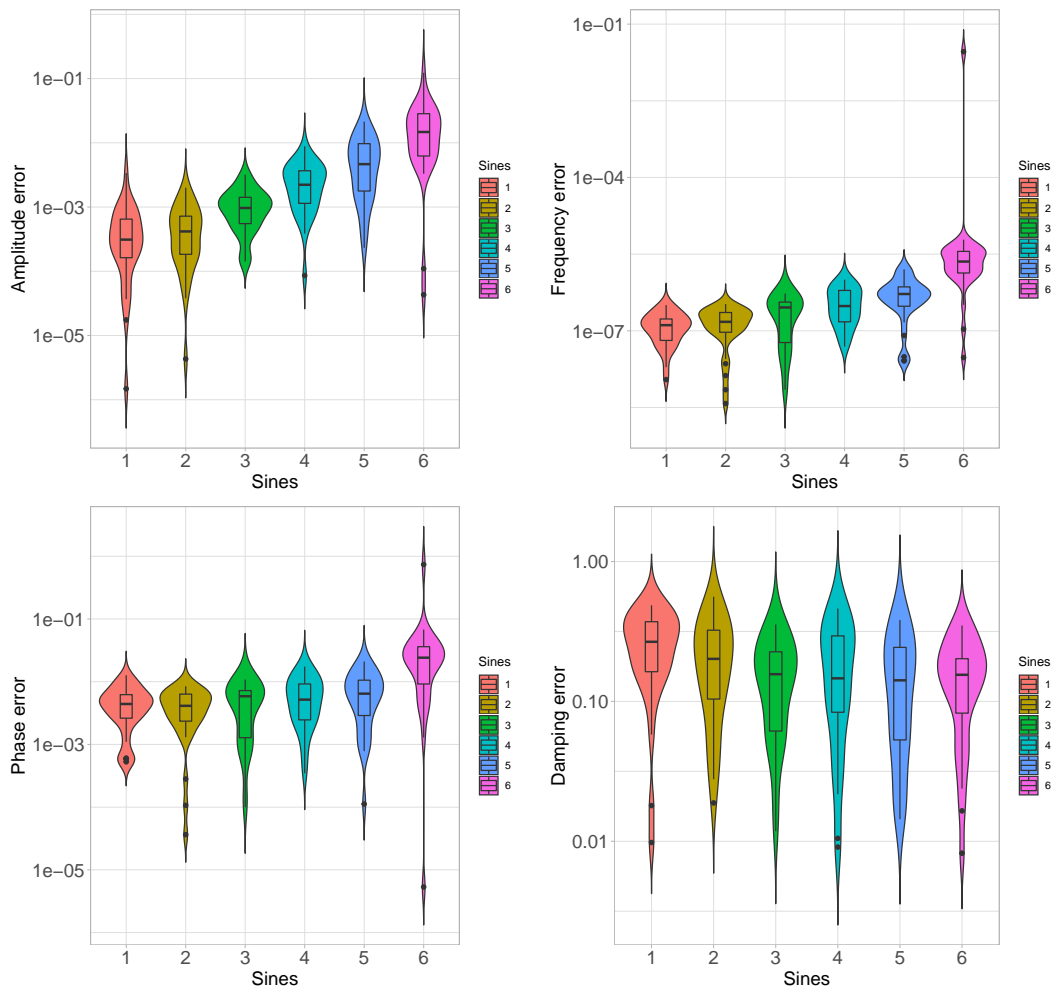 Amplitude error
1e-01
1e-03
1e-05
1 2 3 4 5 6
Sines
Sines
1
2
3
4
5
6
Frequency error
1e-01
1e-04
1e-07
1 2 3 4 5 6
Sines
Sines
1
2
3
4
5
6
Phase error
1e-01
1e-03
1e-05
1 2 3 4 5 6
Sines
Sines
1
2
3
4
5
6
Damping error
1.00
0.10
0.01
1 2 3 4 5 6
Sines
Sines
1
2
3
4
5
6